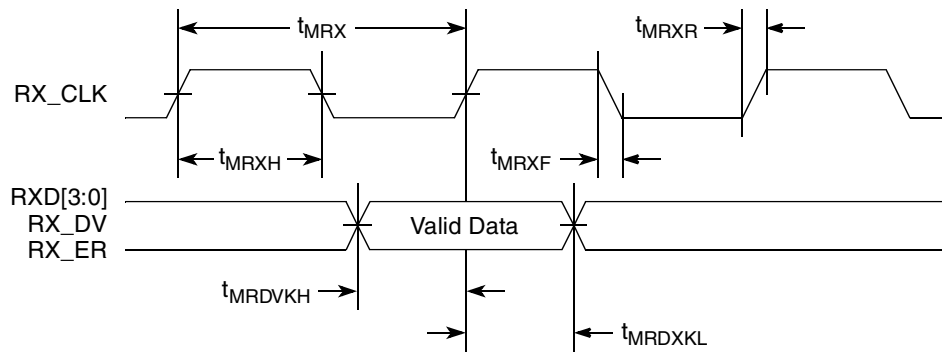 tMRX
tMRXR
RX_CLK
tMRXH
tMRXF
RXD[3:0]
RX_DV
Valid Data
RX_ER
tMRDVKH
tMRDXKL